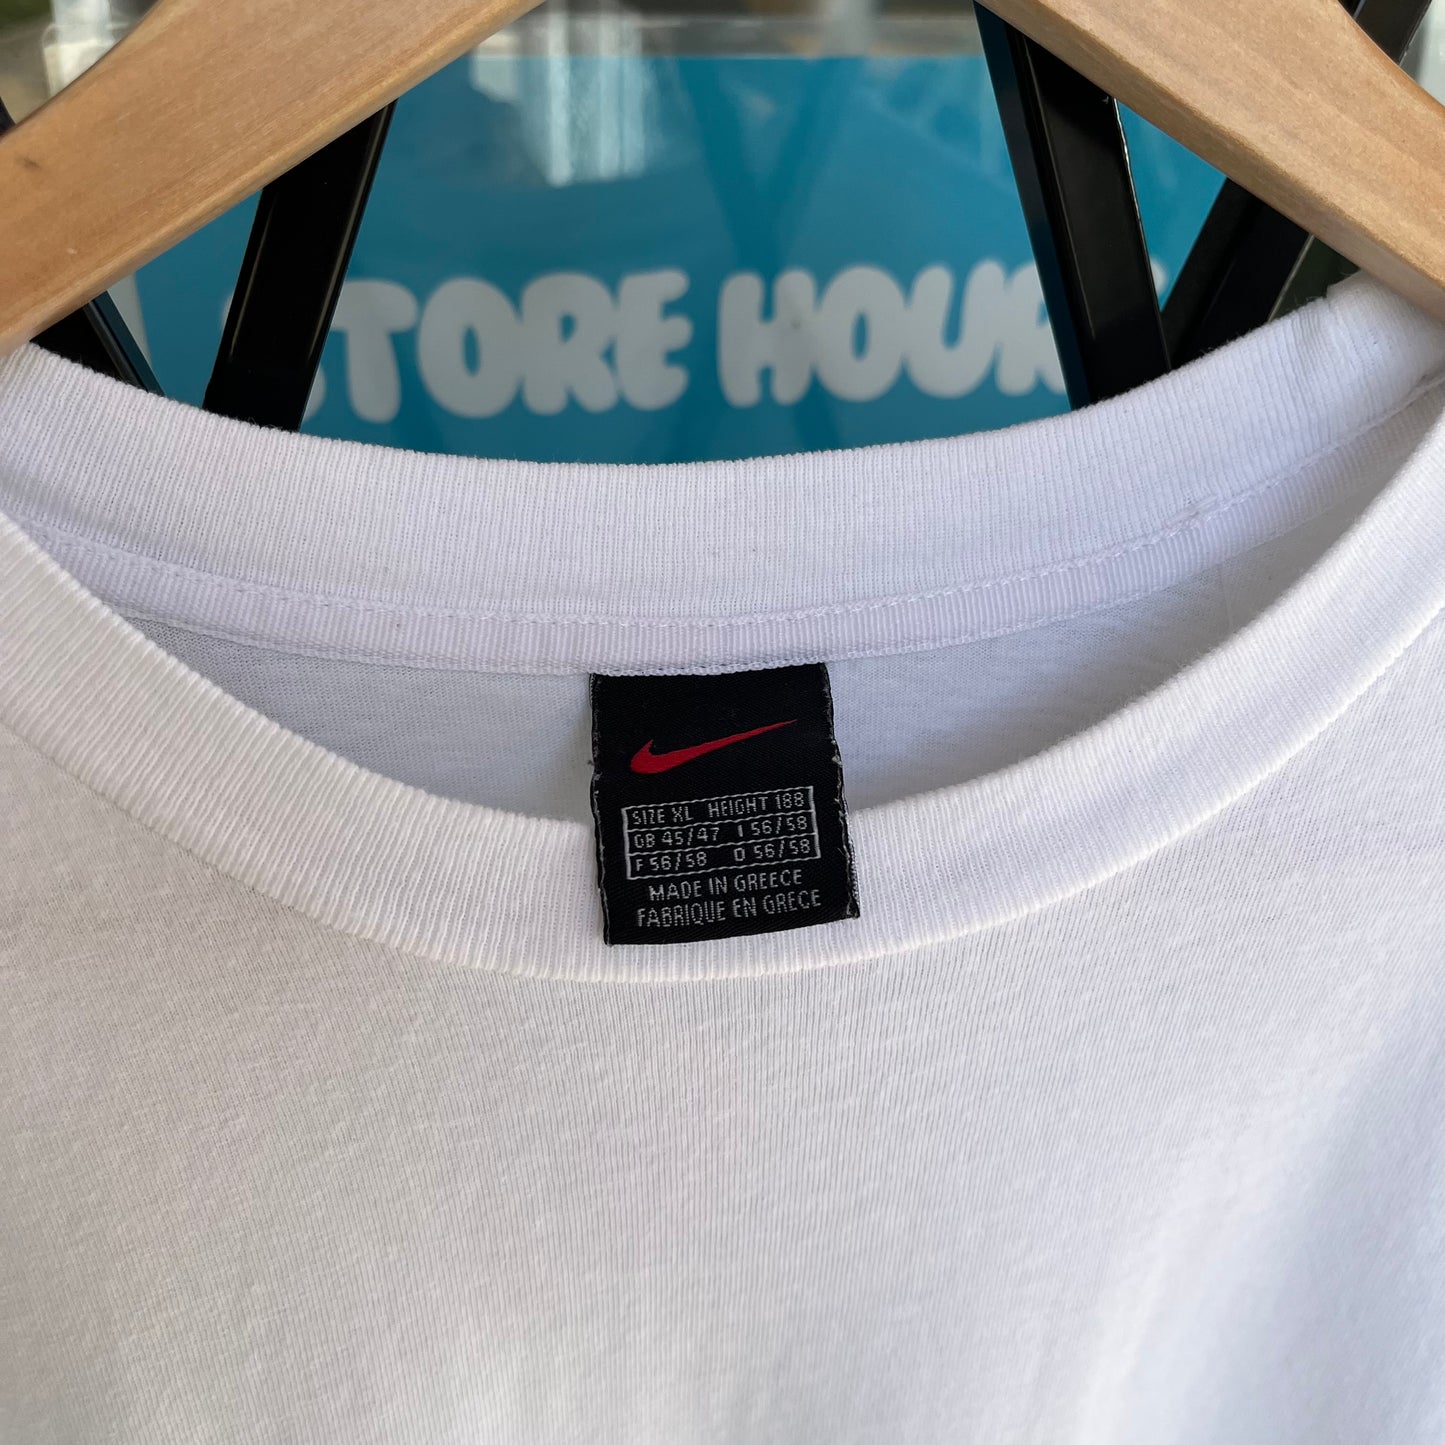 STORE HOURS
SIZE XL HEIGHT 188
GB 45/47 I 56/58
F 56/58 D 56/58
MADE IN GREECE
FABRIQUE EN GRECE